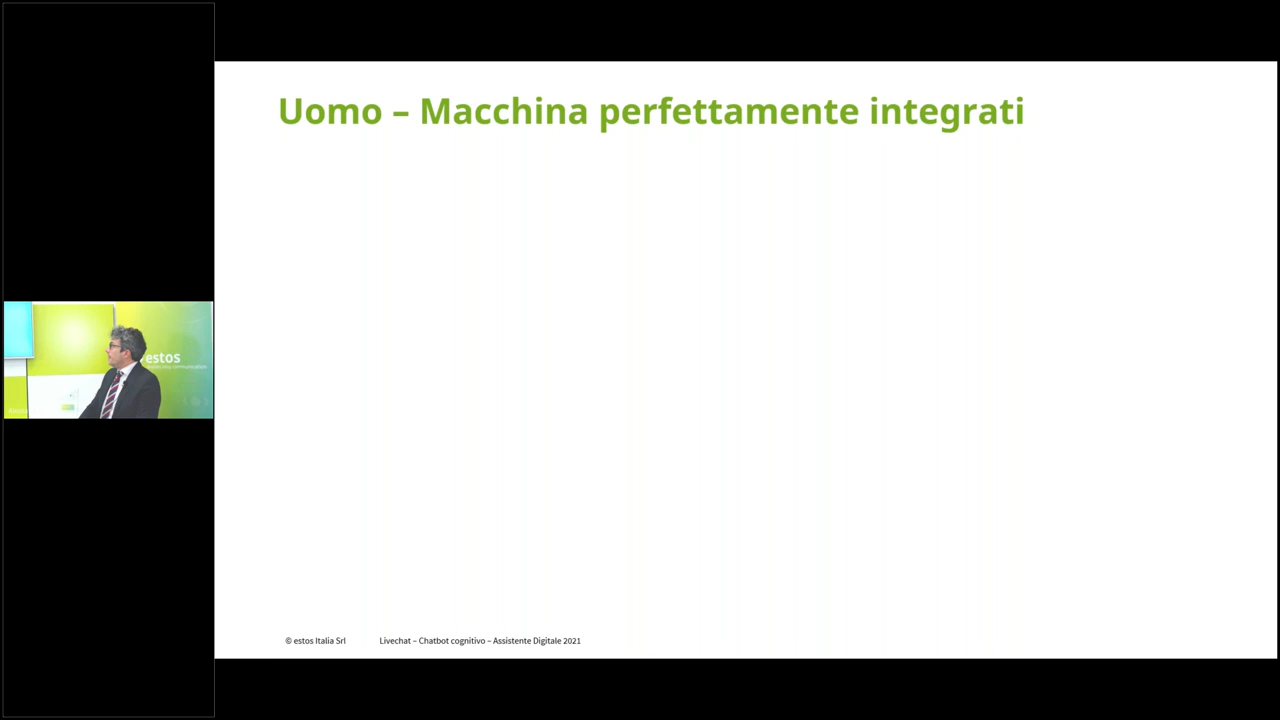 Uomo – Macchina perfettamente integrati
estos
© estos Italia Srl
Livechat – Chatbot cognitivo – Assistente Digitale 2021